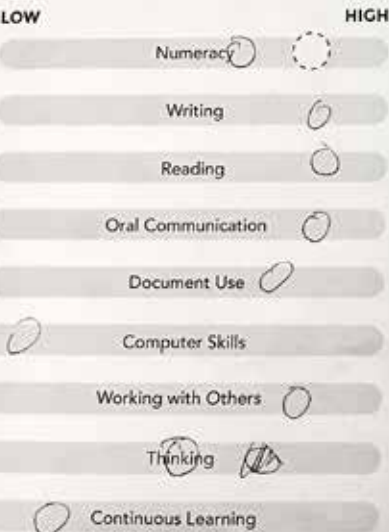 LOW HIGH
Numeracy
Writing
Reading
Oral Communication
Document Use
Computer Skills
Working with Others
Thinking
Continuous Learning